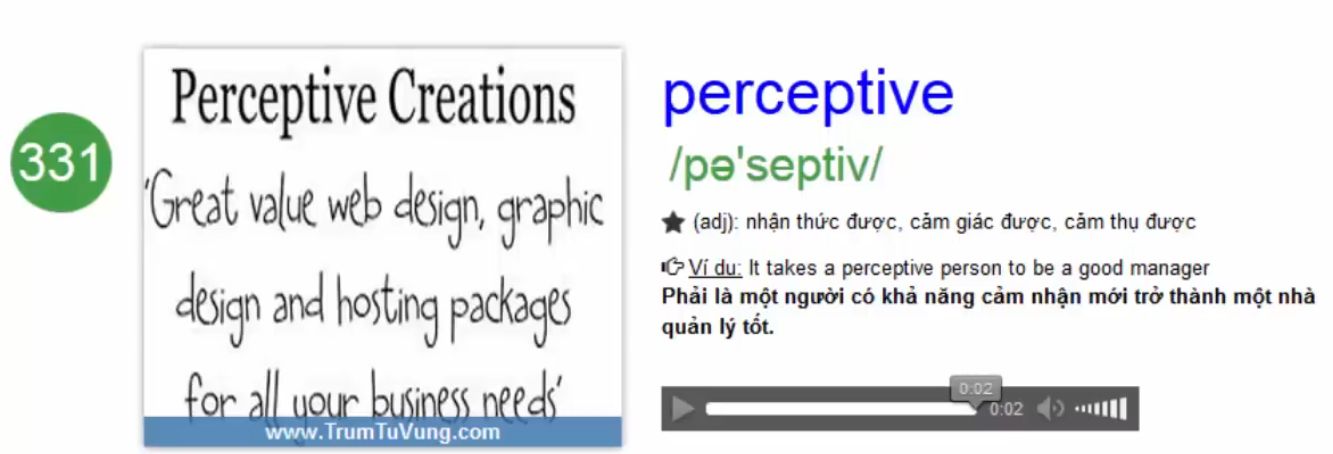 331
Perceptive Creations
'Great value web design, graphic
design and hosting packages
for all your business needs'
www.TrumTuVung.com
perceptive
/pə'septiv/
★ (adj): nhận thức được, cảm giác được, cảm thụ được
Ví du: It takes a perceptive person to be a good manager
Phải là một người có khả năng cảm nhận mới trở thành một nhà
quản lý tốt.
0:02
0:02